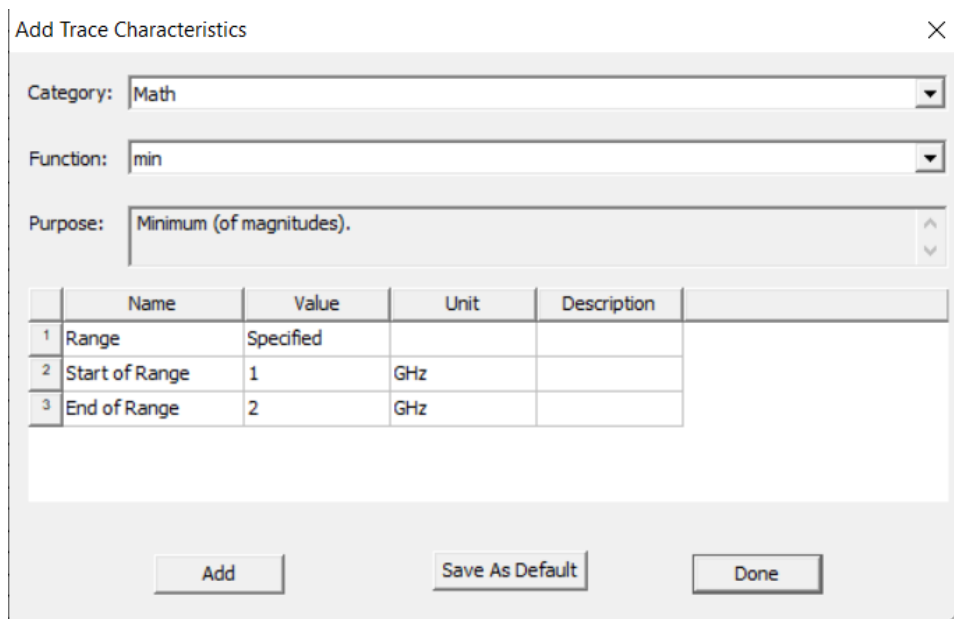 Add Trace Characteristics
Category: Math
Function: min
Purpose: Minimum (of magnitudes).
Name Value Unit Description
1 Range Specified
2 Start of Range 1 GHz
3 End of Range 2 GHz
Add Save As Default Done